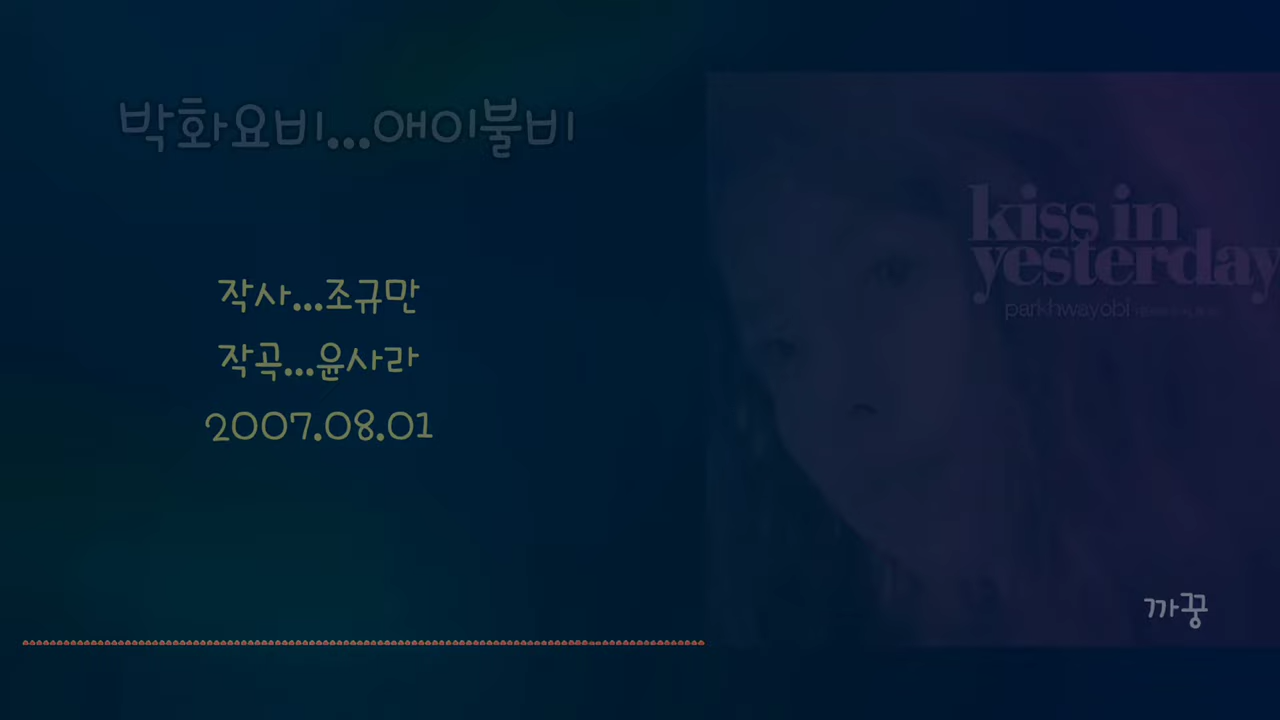 박화요비...애이불비
작사...조규만
작곡...윤사라
2007.08.01
kiss in
yesterday
parkhwayobi
까꿍